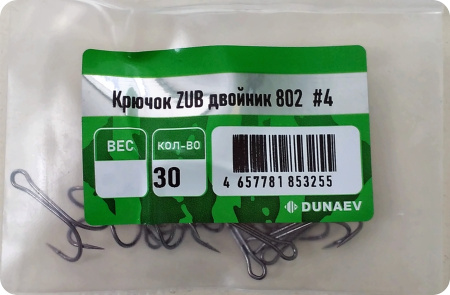 Крючок ZUB двойник 802 #4
ВЕС
КОЛ-ВО
30
4 657781 853255
DUNAEV